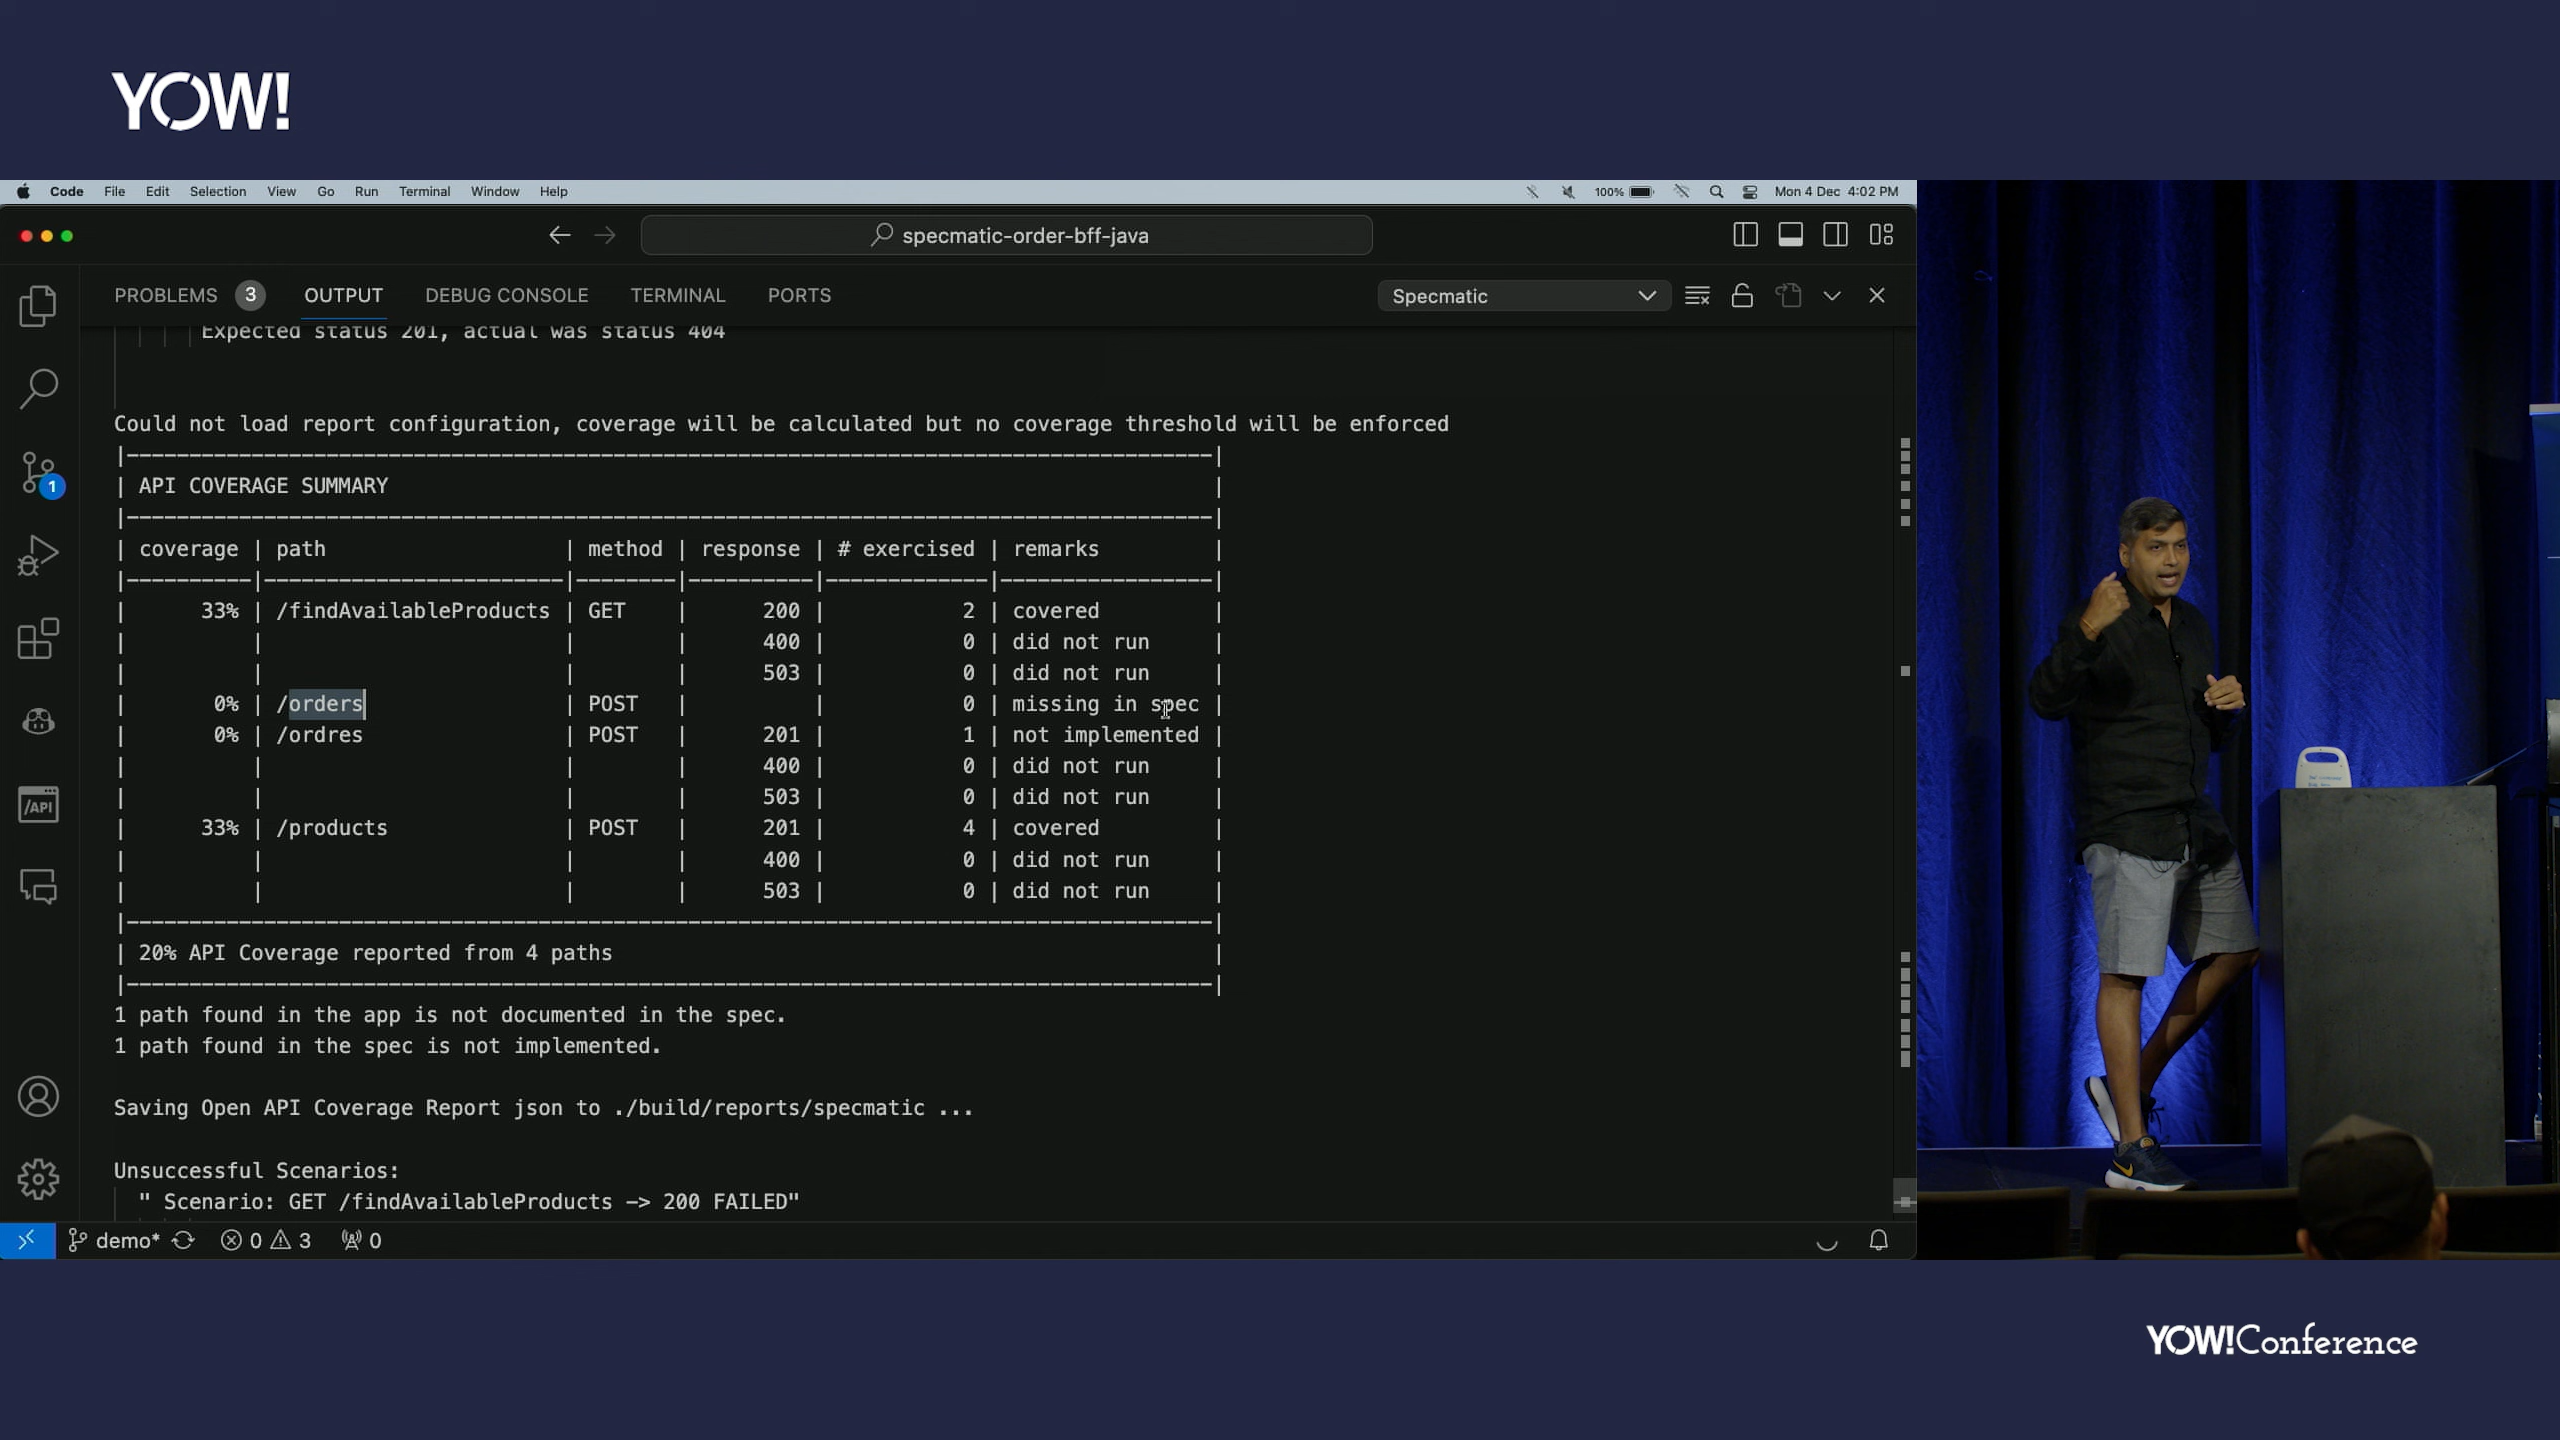 YOW!
Code File Edit Selection View Go Run Terminal Window Help 100% Mon 4 Dec 4:02 PM
specmatic-order-bff-java
PROBLEMS 3 OUTPUT DEBUG CONSOLE TERMINAL PORTS Specmatic
Expected status 201, actual was status 404
Could not load report configuration, coverage will be calculated but no coverage threshold will be enforced
|---------------------------------------------------------------------------------------|
| API COVERAGE SUMMARY |
|---------------------------------------------------------------------------------------|
| coverage | path | method | response | # exercised | remarks |
|----------|------------------------|--------|----------|-------------|-----------------|
| 33% | /findAvailableProducts | GET | 200 | 2 | covered |
| | | | 400 | 0 | did not run |
| | | | 503 | 0 | did not run |
| 0% | /orders | POST | | 0 | missing in spec |
| 0% | /ordres | POST | 201 | 1 | not implemented |
| | | | 400 | 0 | did not run |
| | | | 503 | 0 | did not run |
| 33% | /products | POST | 201 | 4 | covered |
| | | | 400 | 0 | did not run |
| | | | 503 | 0 | did not run |
|---------------------------------------------------------------------------------------|
| 20% API Coverage reported from 4 paths |
|---------------------------------------------------------------------------------------|
1 path found in the app is not documented in the spec.
1 path found in the spec is not implemented.
Saving Open API Coverage Report json to ./build/reports/specmatic ...
Unsuccessful Scenarios:
" Scenario: GET /findAvailableProducts -> 200 FAILED"
1
/API
demo* 0 3 0
YOW!Conference